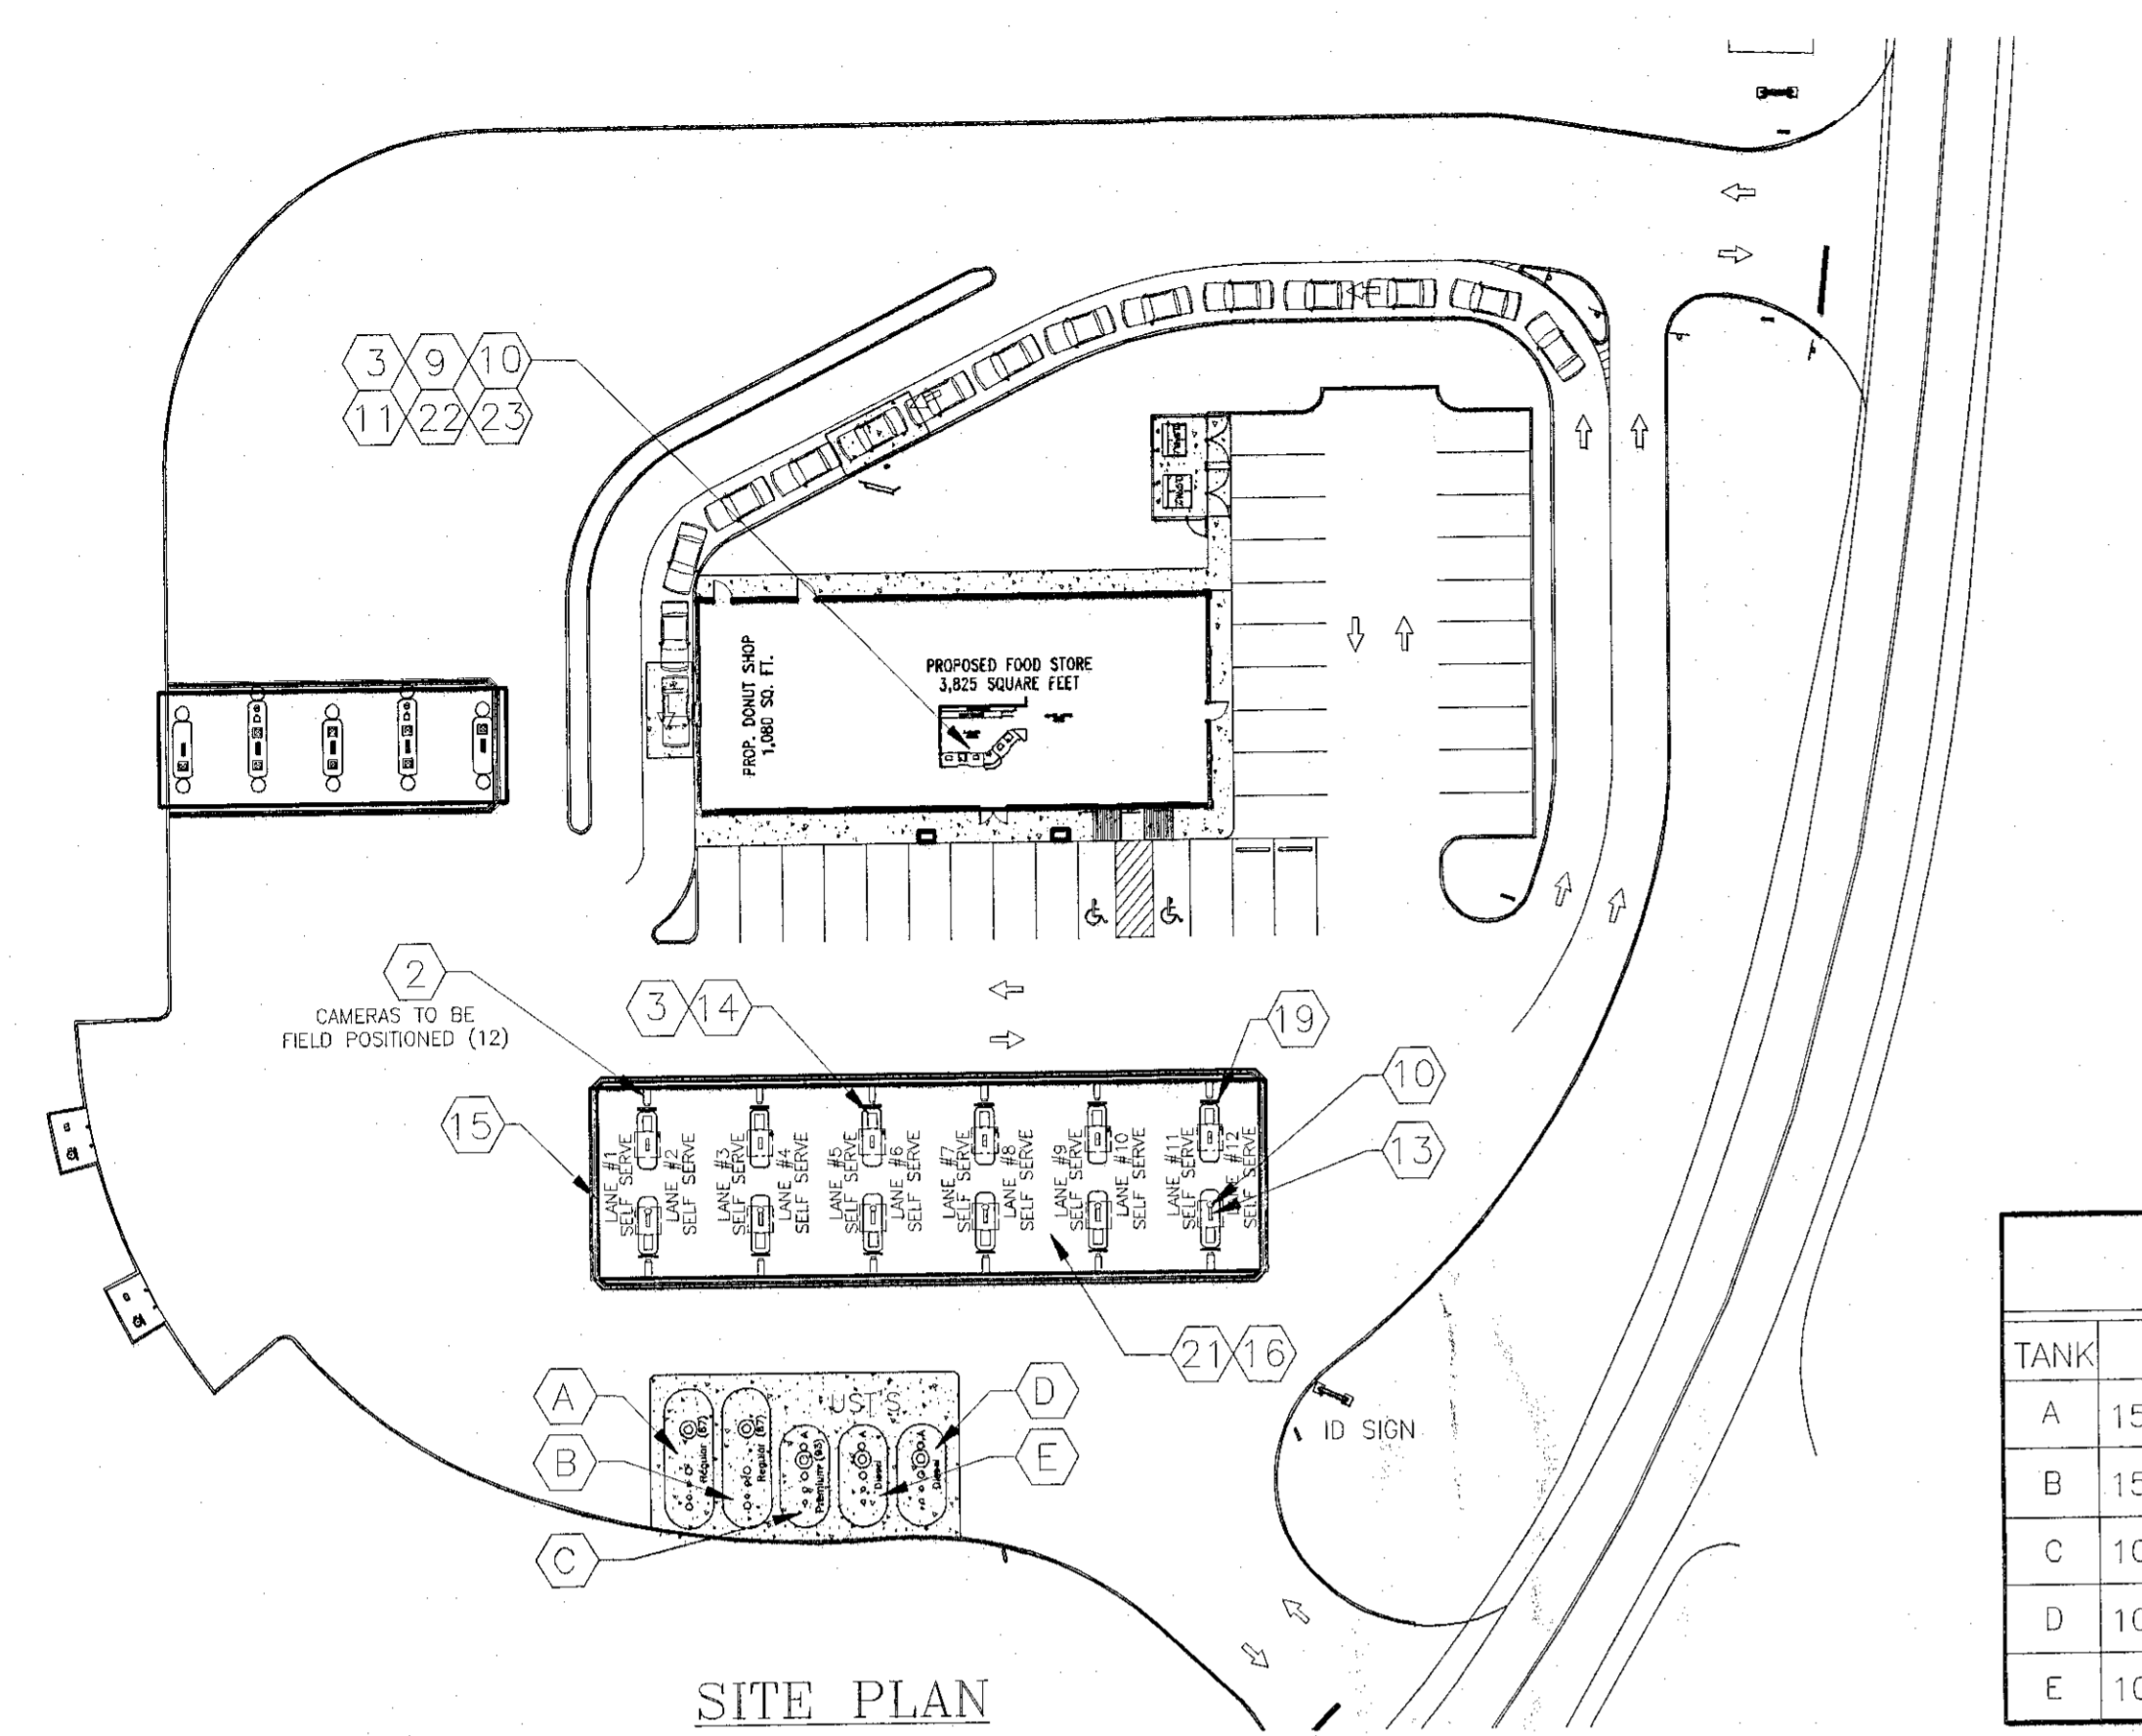 3 9 10
11 22 23
PROP. DONUT SHOP
1,080 SQ. FT.
PROPOSED FOOD STORE
3,825 SQUARE FEET
2
CAMERAS TO BE
FIELD POSITIONED (12)
3 14
19
10
13
15
LANE #1
SELF SERVE
LANE #2
SELF SERVE
LANE #3
SELF SERVE
LANE #4
SELF SERVE
LANE #5
SELF SERVE
LANE #6
SELF SERVE
LANE #7
SELF SERVE
LANE #8
SELF SERVE
LANE #9
SELF SERVE
LANE #10
SELF SERVE
LANE #11
SELF SERVE
LANE #12
SELF SERVE
21 16
A
B
C
D
E
UST'S
Regular (87)
Regular (87)
Premium (93)
Diesel
Diesel
ID SIGN
SITE PLAN
TANK
A 15
B 15
C 10
D 10
E 10